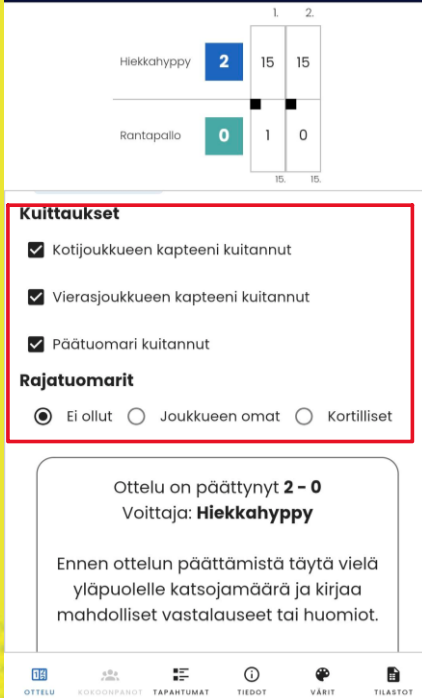 1. 2.
Hiekkahyppy 2 15 15
Rantapallo 0 1 0
15. 15.
Kuittaukset
Kotijoukkueen kapteeni kuitannut
Vierasjoukkueen kapteeni kuitannut
Päätuomari kuitannut
Rajatuomarit
Ei ollut Joukkueen omat Kortilliset
Ottelu on päättynyt 2 - 0
Voittaja: Hiekkahyppy
Ennen ottelun päättämistä täytä vielä
yläpuolelle katsojamäärä ja kirjaa
mahdolliset vastalauseet tai huomiot.
OTTELU KOKOONPANOT TAPAHTUMAT TIEDOT VÄRIT TILASTOT